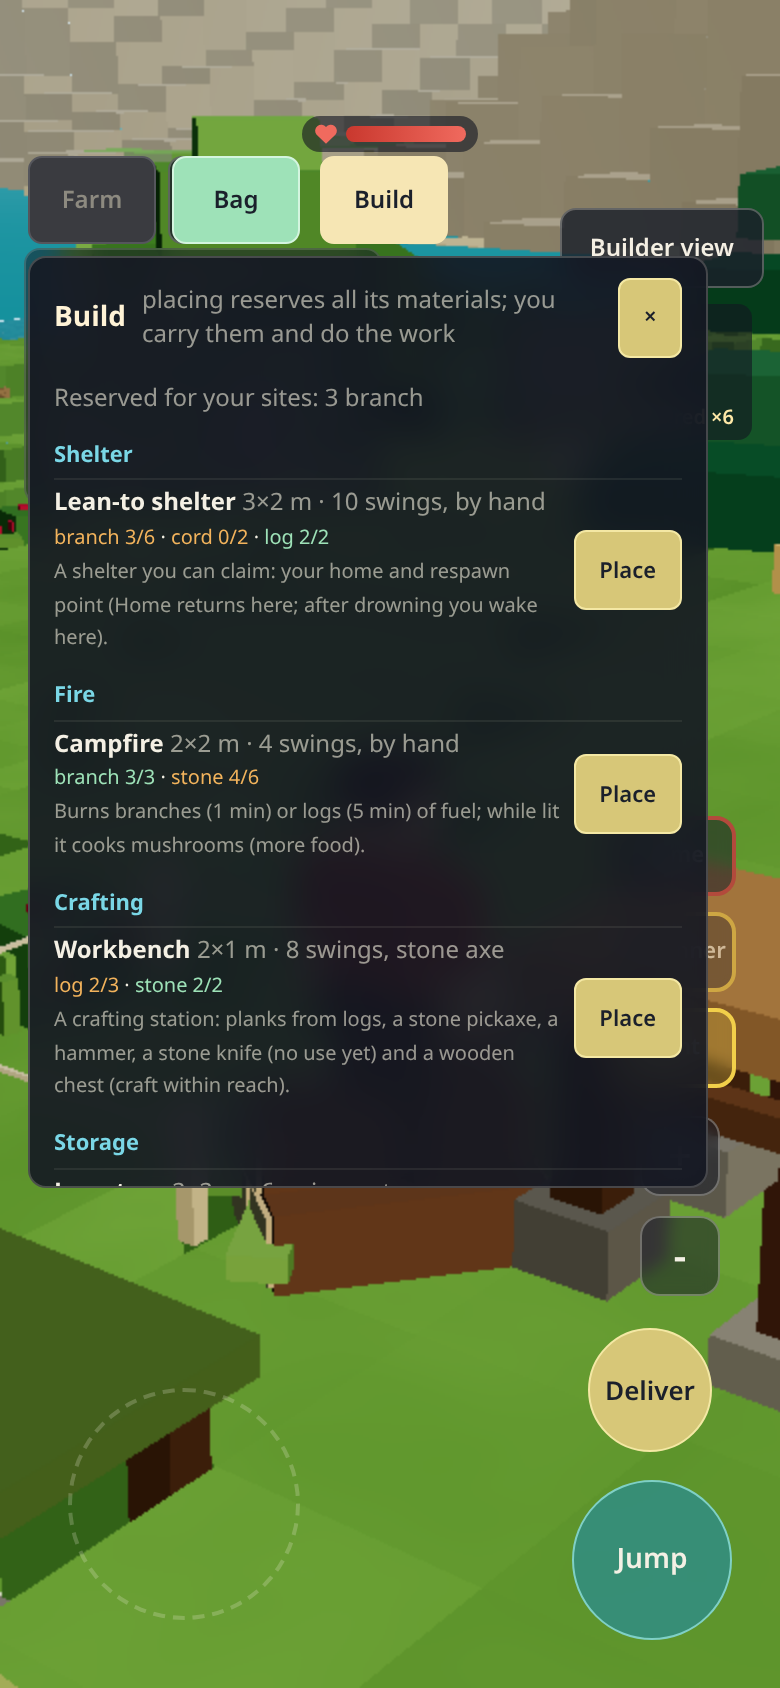 Farm
Bag
Build
Builder view
Build
placing reserves all its materials; you
carry them and do the work
×
Reserved for your sites: 3 branch
×6
Shelter
Lean-to shelter 3×2 m · 10 swings, by hand
branch 3/6 · cord 0/2 · log 2/2
A shelter you can claim: your home and respawn
point (Home returns here; after drowning you wake
here).
Place
Fire
Campfire 2×2 m · 4 swings, by hand
branch 3/3 · stone 4/6
Burns branches (1 min) or logs (5 min) of fuel; while lit
it cooks mushrooms (more food).
Place
Crafting
Workbench 2×1 m · 8 swings, stone axe
log 2/3 · stone 2/2
A crafting station: planks from logs, a stone pickaxe, a
hammer, a stone knife (no use yet) and a wooden
chest (craft within reach).
Place
Storage
-
Deliver
Jump